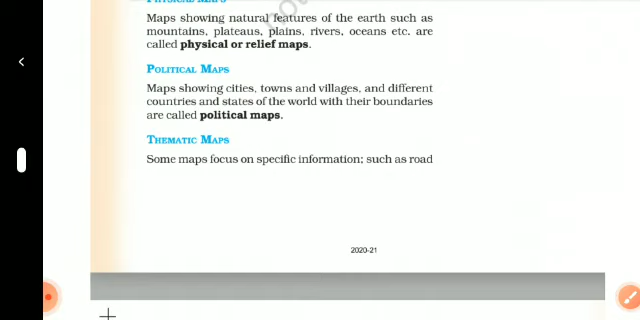 Maps showing natural features of the earth such as
mountains, plateaus, plains, rivers, oceans etc. are
called physical or relief maps.
POLITICAL MAPS
Maps showing cities, towns and villages, and different
countries and states of the world with their boundaries
are called political maps.
THEMATIC MAPS
Some maps focus on specific information; such as road
2020-21